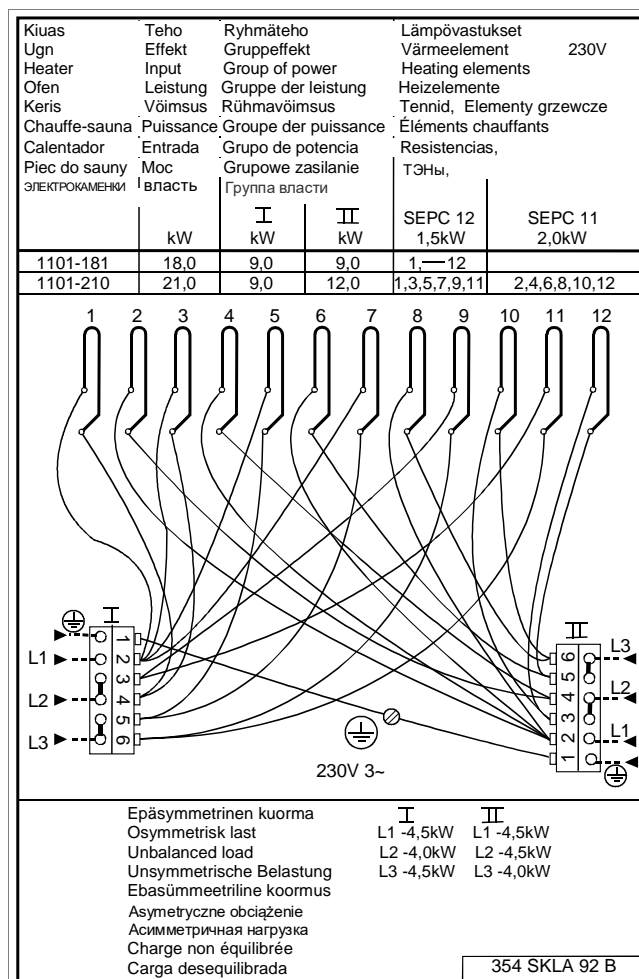 Kiuas Teho Ryhmäteho Lämpövastukset
Ugn Effekt Gruppeffekt Värmeelement 230V
Heater Input Group of power Heating elements
Ofen Leistung Gruppe der leistung Heizelemente
Keris Vöimsus Rühmavöimsus Tennid, Elementy grzewcze
Chauffe-sauna Puissance Groupe der puissance Éléments chauffants
Calentador Entrada Grupo de potencia Resistencias,
Piec do sauny Moc Grupowe zasilanie ТЭНы,
ЭЛЕКТРОКАМЕНКИ власть Группа власти
I II SEPC 12 SEPC 11
kW kW kW 1,5kW 2,0kW
1101-181 18,0 9,0 9,0 1,—12
1101-210 21,0 9,0 12,0 1,3,5,7,9,11 2,4,6,8,10,12
1 2 3 4 5 6 7 8 9 10 11 12
I II
1 2 3 4 5 6
L1
L2
L3
6 5 4 3 2 1
L3
L2
L1
230V 3~
Epäsymmetrinen kuorma I II
Osymmetrisk last L1 -4,5kW L1 -4,5kW
Unbalanced load L2 -4,0kW L2 -4,5kW
Unsymmetrische Belastung L3 -4,5kW L3 -4,0kW
Ebasümmeetriline koormus
Asymetryczne obciążenie
Асимметричная нагрузка
Charge non équilibrée
Carga desequilibrada
354 SKLA 92 B